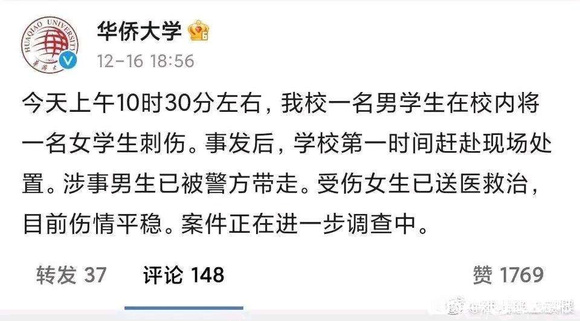 华侨大学
12-16 18:56
今天上午10时30分左右，我校一名男学生在校内将
一名女学生刺伤。事发后，学校第一时间赶赴现场处
置。涉事男生已被警方带走。受伤女生已送医救治，
目前伤情平稳。案件正在进一步调查中。
转发 37 评论 148 赞 1769